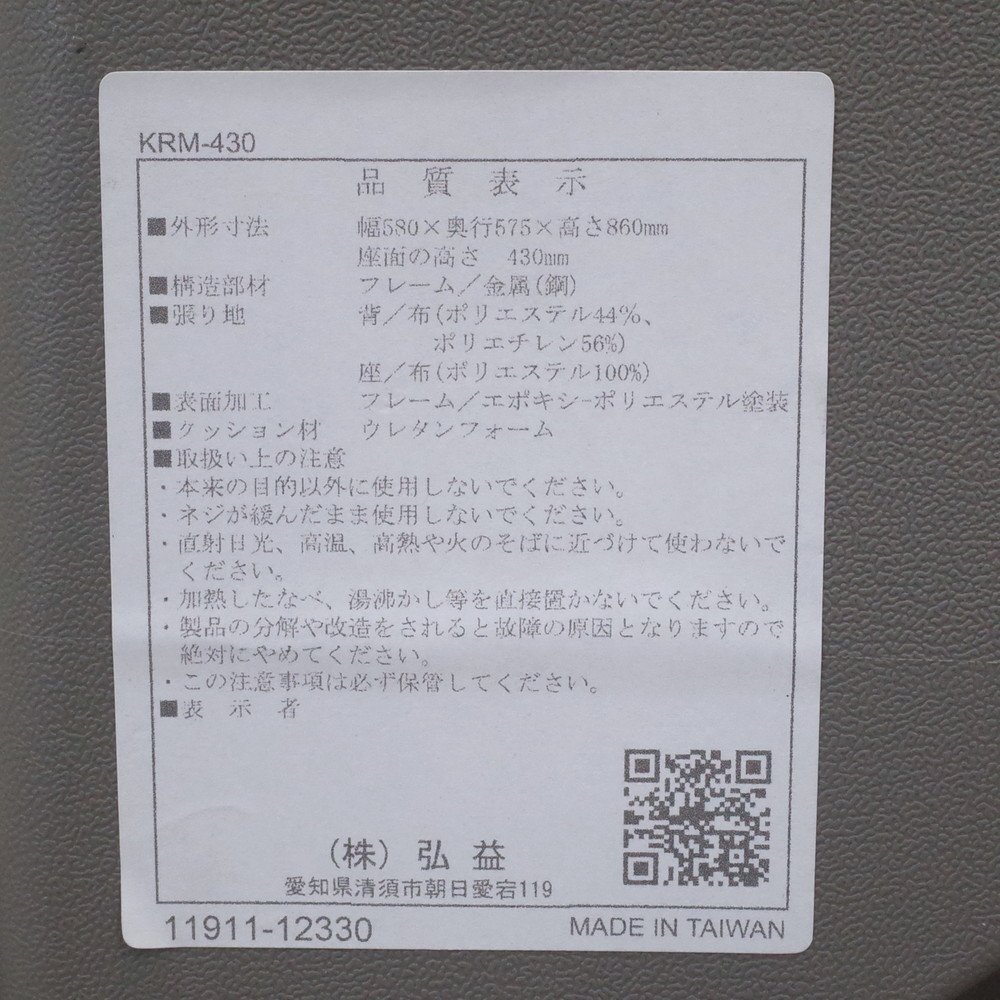 KRM-430
品 質 表 示
■外形寸法 幅580×奥行575×高さ860mm
座面の高さ 430mm
■構造部材 フレーム/金属(鋼)
■張り地 背/布(ポリエステル44%、
ポリエチレン56%)
座/布(ポリエステル100%)
■表面加工 フレーム/エポキシ-ポリエステル塗装
■クッション材 ウレタンフォーム
■取扱い上の注意
・本来の目的以外に使用しないでください。
・ネジが緩んだまま使用しないでください。
・直射日光、高温、高熱や火のそばに近づけて使わないで
ください。
・加熱したなべ、湯沸かし等を直接置かないでください。
・製品の分解や改造をされると故障の原因となりますので
絶対にやめてください。
・この注意事項は必ず保管してください。
■表 示 者
(株) 弘 益
愛知県清須市朝日愛宕119
11911-12330 MADE IN TAIWAN